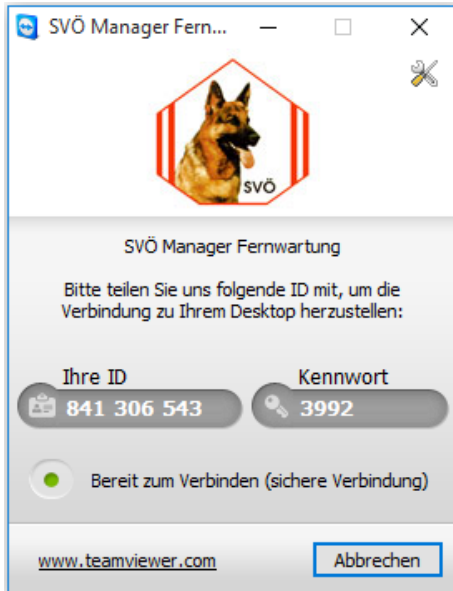 SVÖ Manager Fern...
SVÖ
SVÖ Manager Fernwartung
Bitte teilen Sie uns folgende ID mit, um die
Verbindung zu Ihrem Desktop herzustellen:
Ihre ID
Kennwort
841 306 543
3992
Bereit zum Verbinden (sichere Verbindung)
www.teamviewer.com
Abbrechen